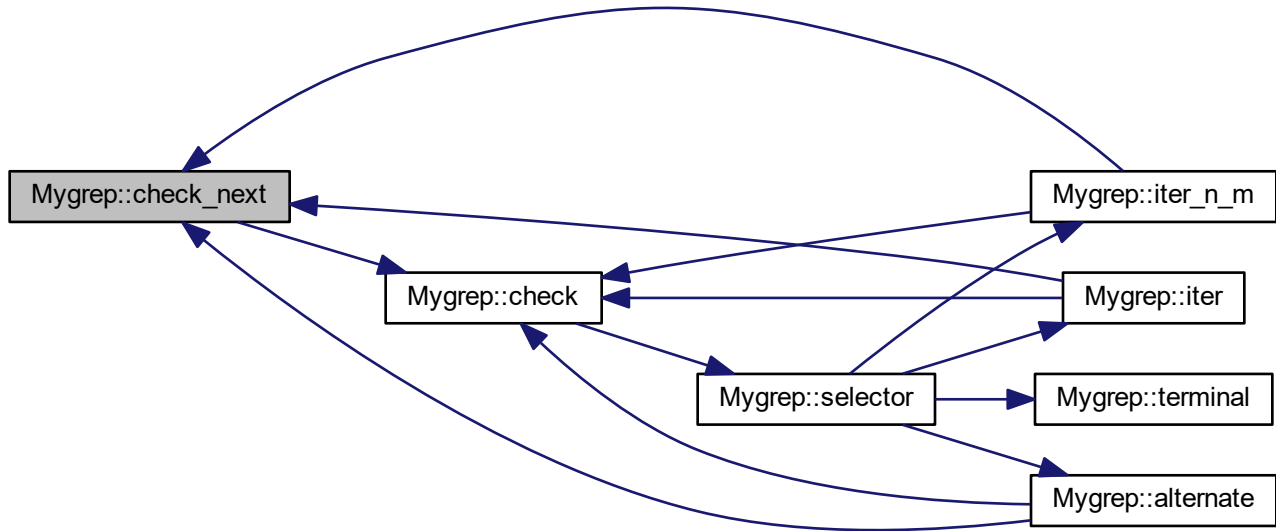 Mygrep::check_next
Mygrep::iter_n_m
Mygrep::check
Mygrep::iter
Mygrep::selector
Mygrep::terminal
Mygrep::alternate